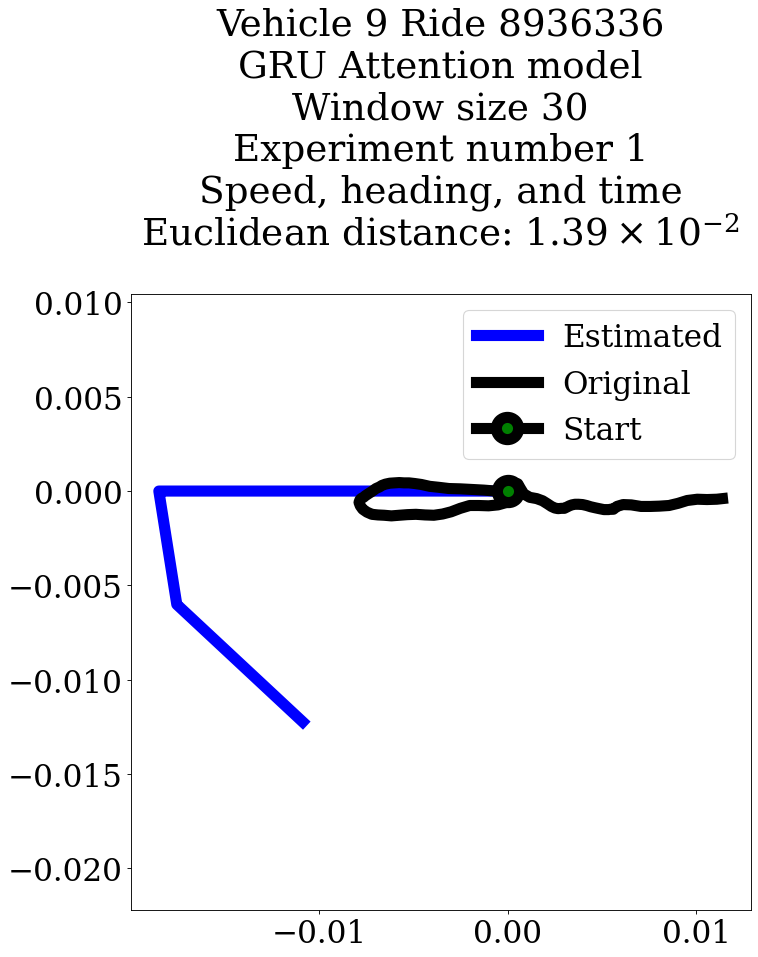 Vehicle 9 Ride 8936336
GRU Attention model
Window size 30
Experiment number 1
Speed, heading, and time
Euclidean distance: 1.39 × 10⁻²
Estimated
Original
Start
0.010
0.005
0.000
−0.005
−0.010
−0.015
−0.020
−0.01
0.00
0.01